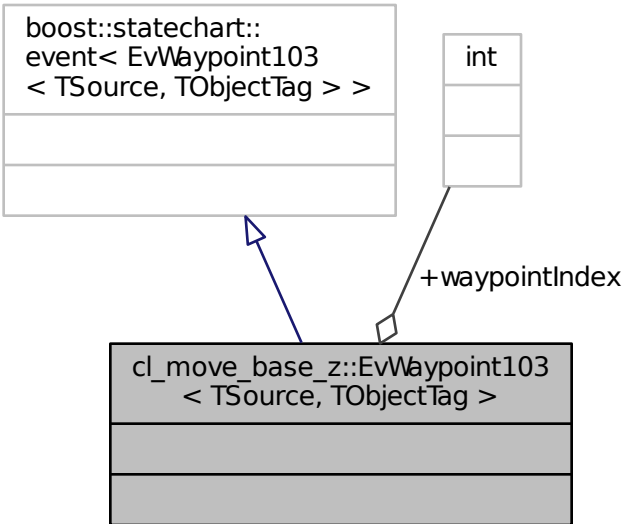 boost::statechart::
event< EvWaypoint103
< TSource, TObjectTag > >
int
+waypointIndex
cl_move_base_z::EvWaypoint103
< TSource, TObjectTag >